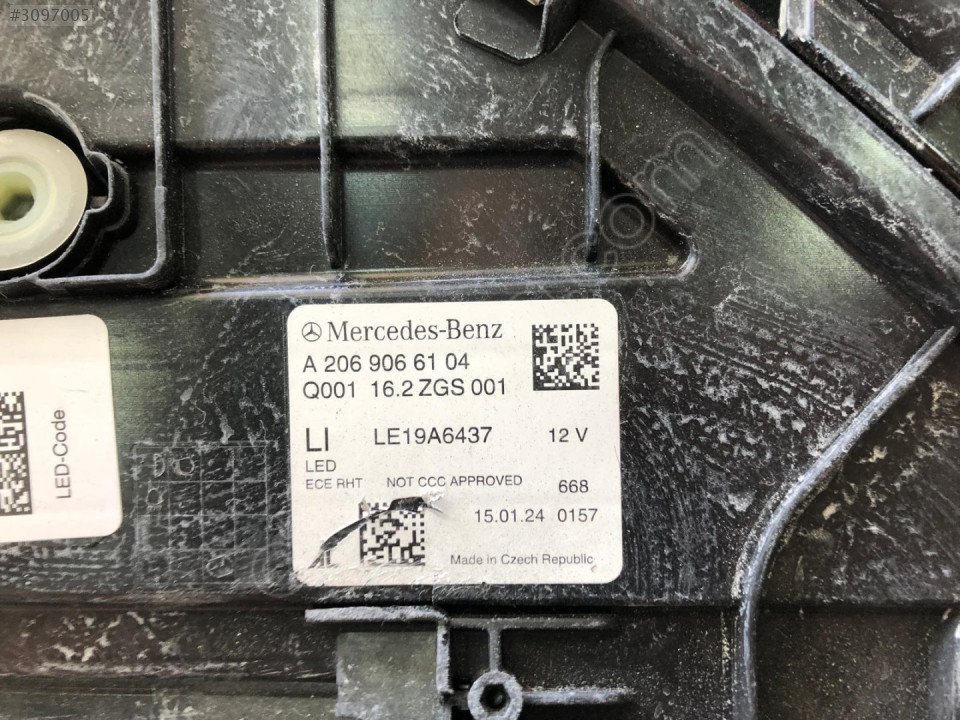 #3097005
.com
Mercedes-Benz
A 206 906 61 04
Q001 16.2 ZGS 001
LI LE19A6437 12 V
LED
ECE RHT NOT CCC APPROVED 668
15.01.24 0157
Made in Czech Republic
LED-Code